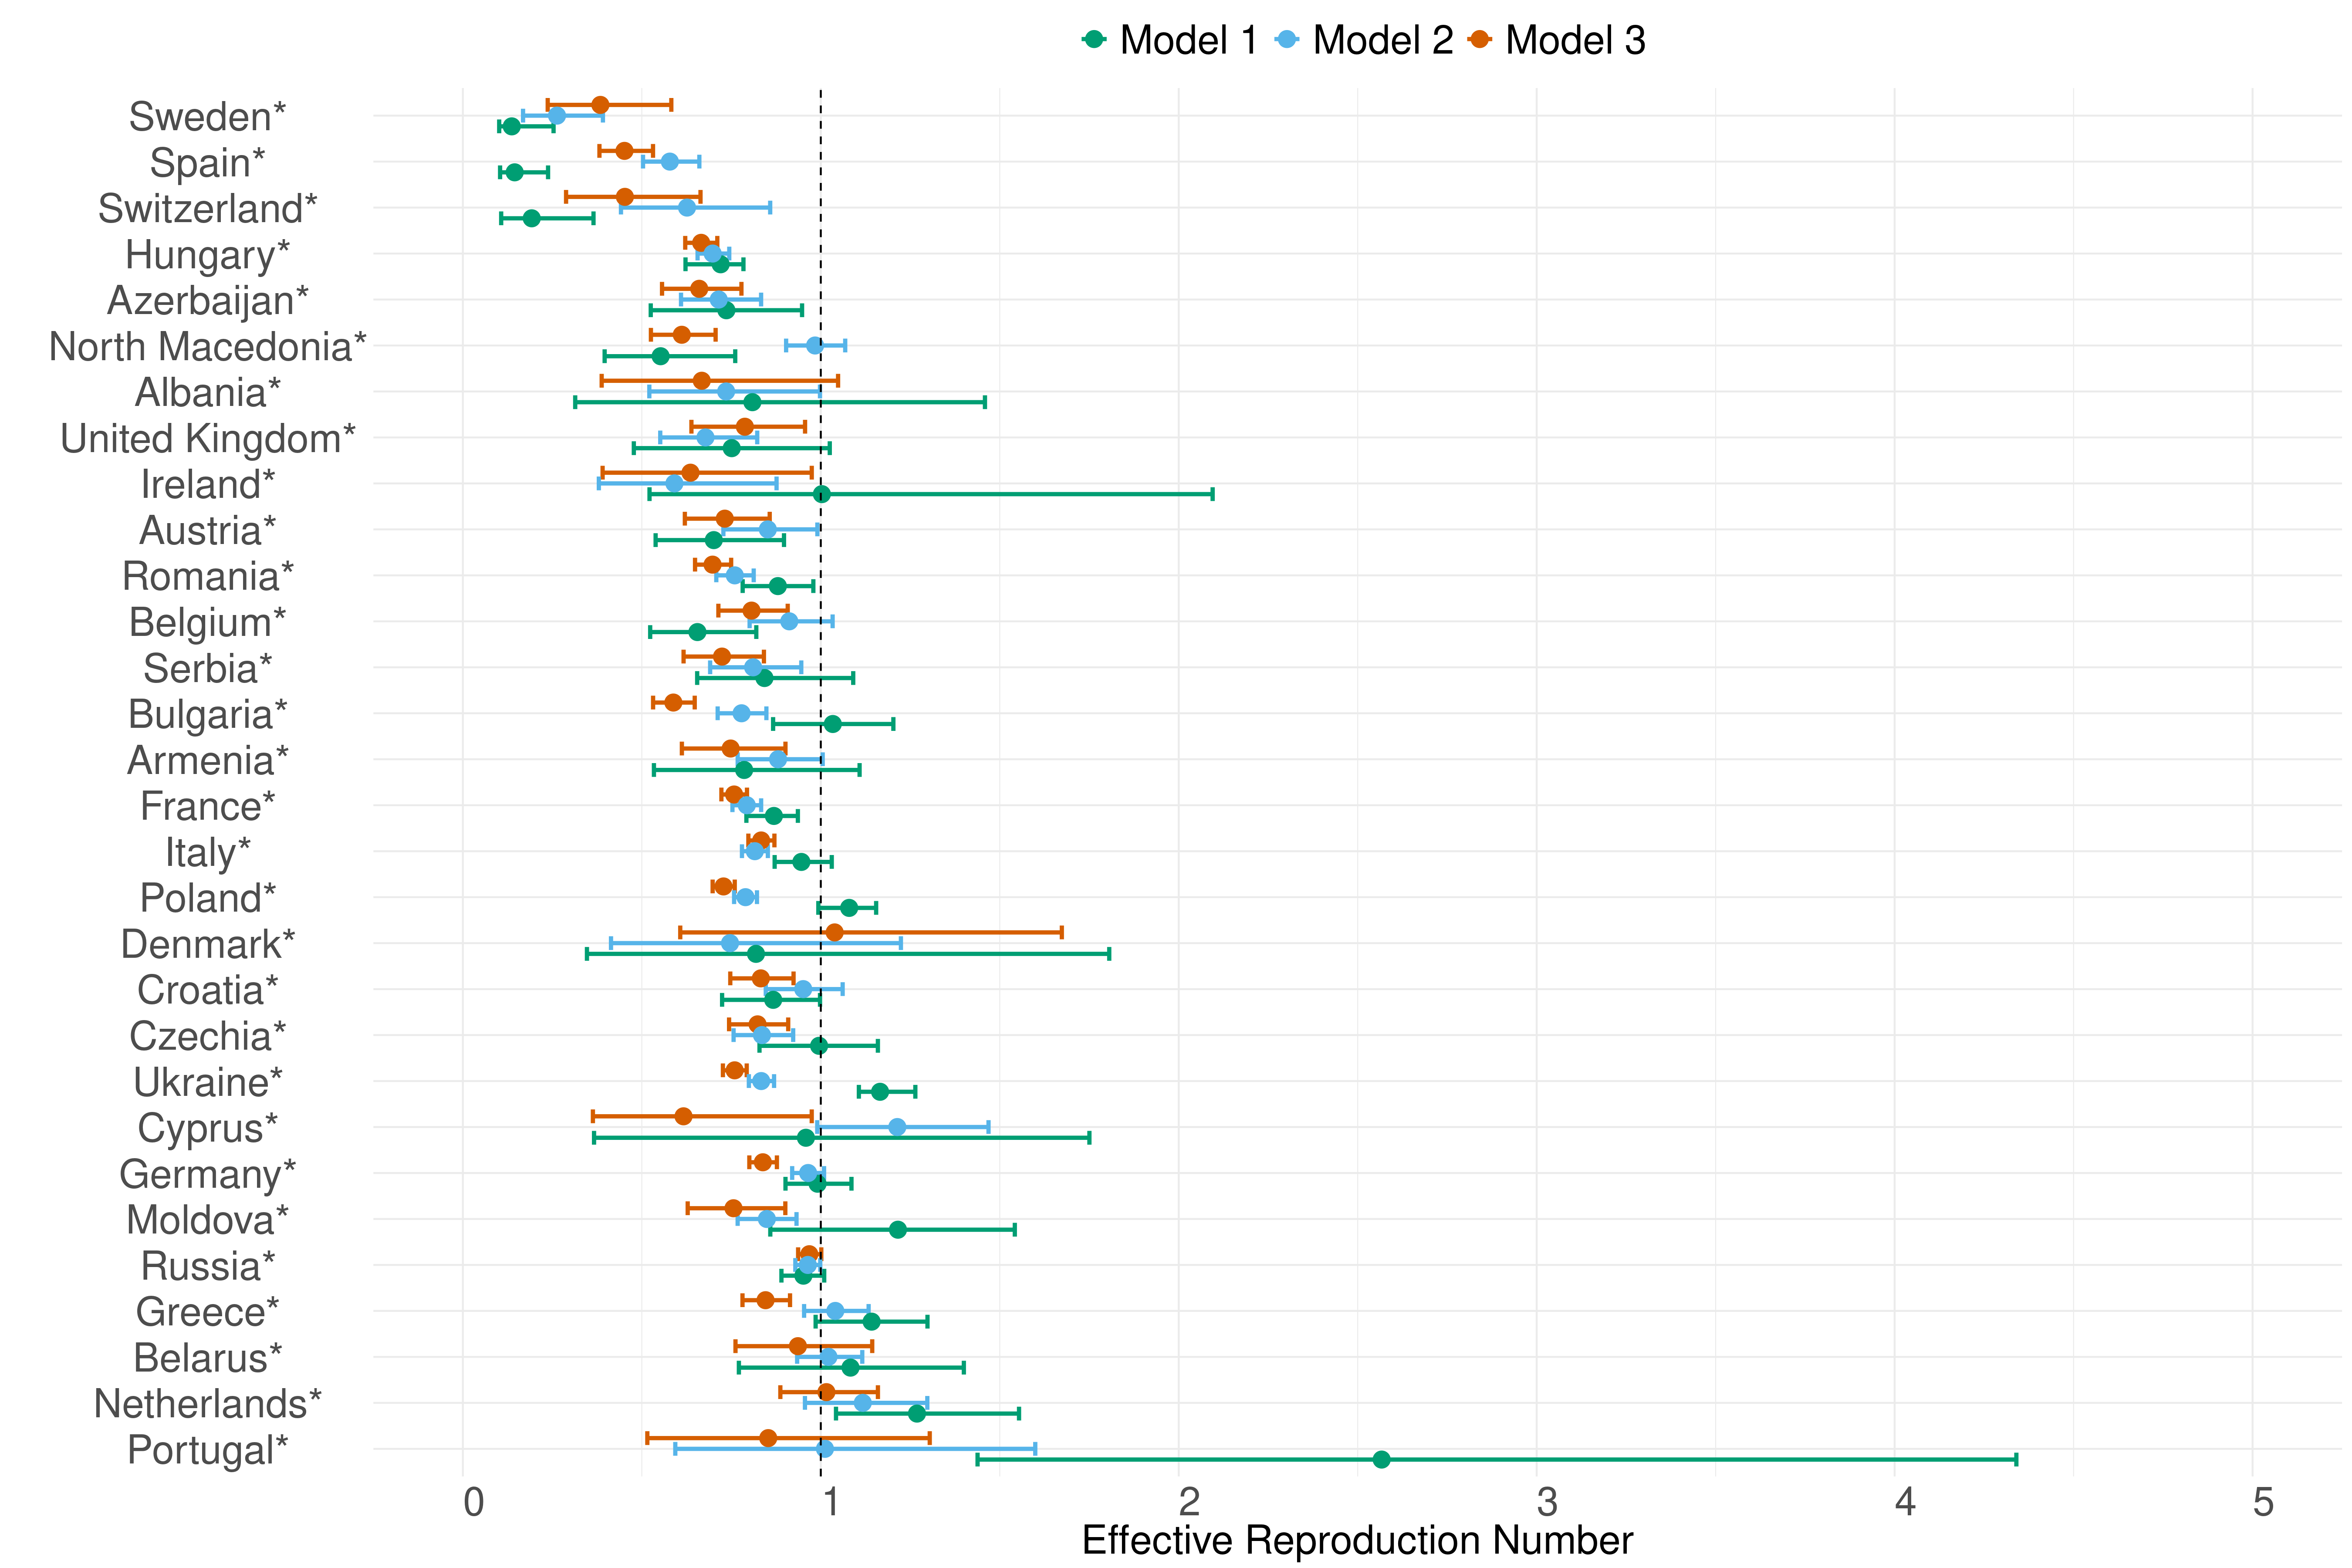 Model 1 Model 2 Model 3
Sweden*
Spain*
Switzerland*
Hungary*
Azerbaijan*
North Macedonia*
Albania*
United Kingdom*
Ireland*
Austria*
Romania*
Belgium*
Serbia*
Bulgaria*
Armenia*
France*
Italy*
Poland*
Denmark*
Croatia*
Czechia*
Ukraine*
Cyprus*
Germany*
Moldova*
Russia*
Greece*
Belarus*
Netherlands*
Portugal*
0 1 2 3 4 5
Effective Reproduction Number